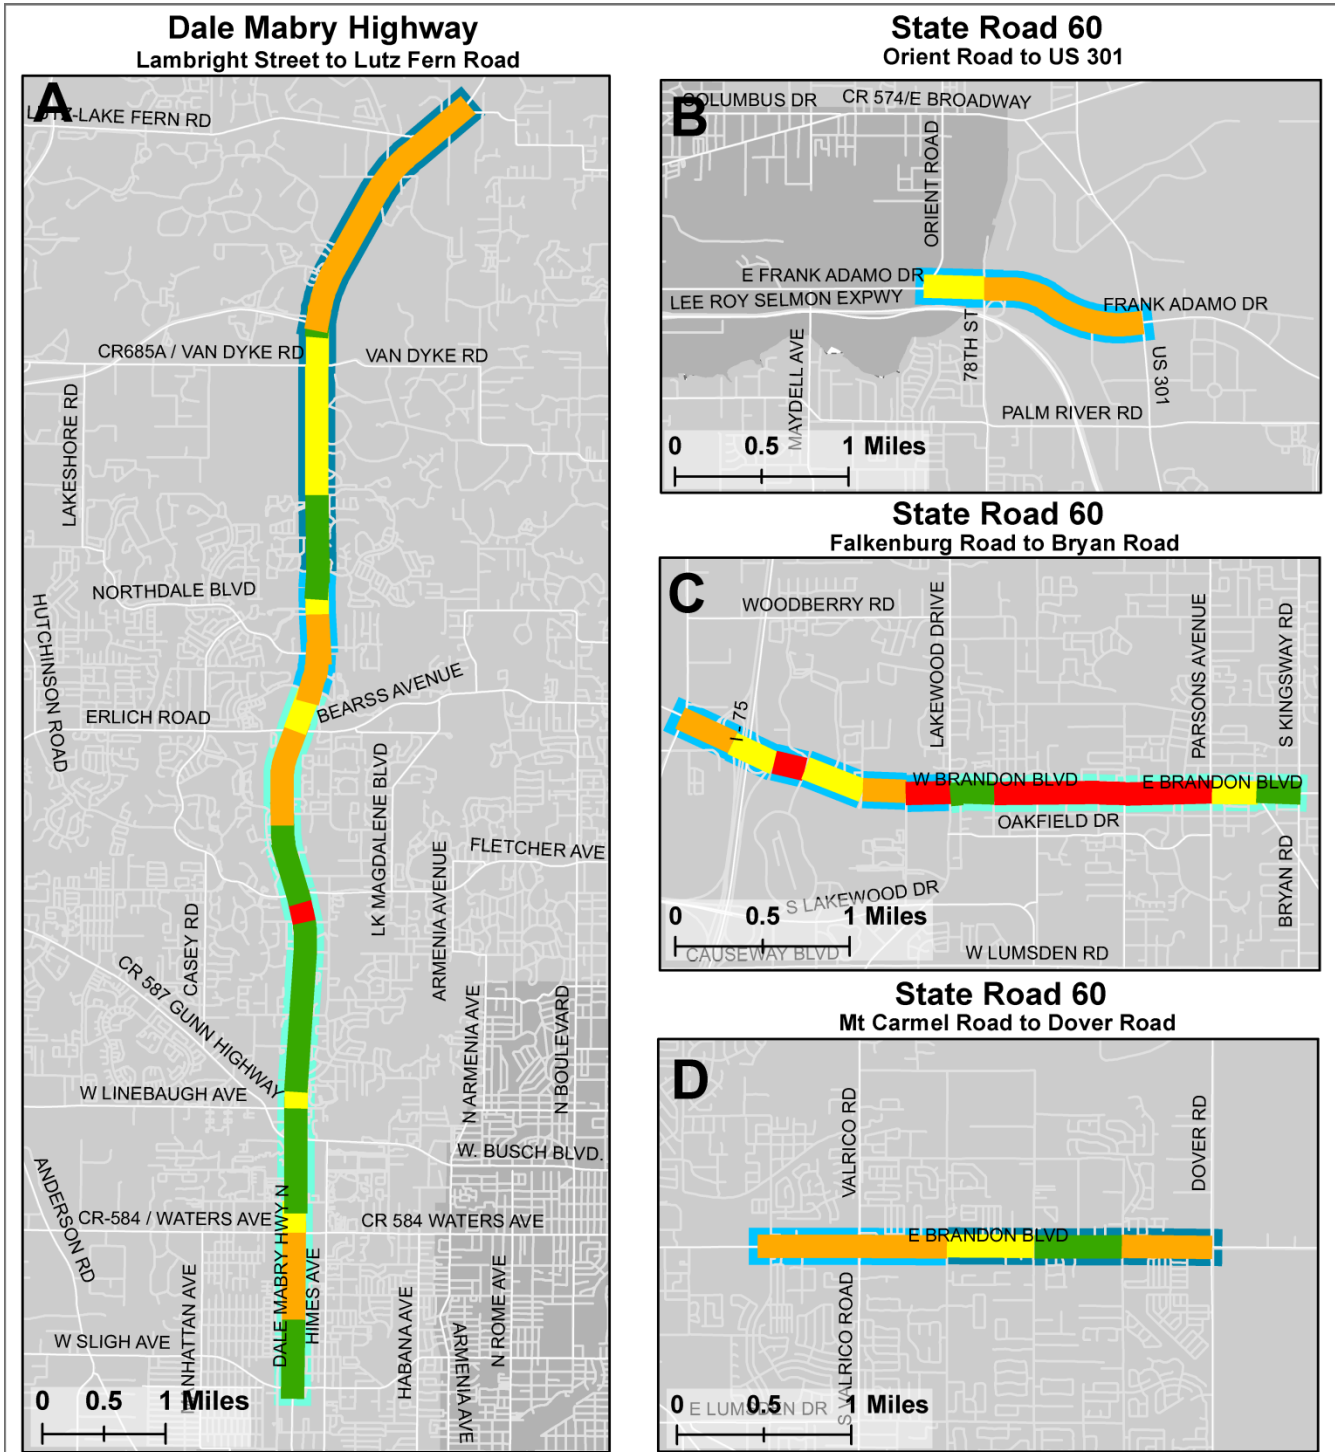 Dale Mabry Highway
Lambright Street to Lutz Fern Road
A
LUTZ-LAKE FERN RD
CR685A / VAN DYKE RD
VAN DYKE RD
LAKESHORE RD
NORTHDALE BLVD
HUTCHINSON ROAD
ERLICH ROAD
BEARSS AVENUE
LK MAGDALENE BLVD
FLETCHER AVE
ARMENIA AVENUE
CASEY RD
CR 587 GUNN HIGHWAY
N ARMENIA AVE
N BOULEVARD
W LINEBAUGH AVE
W. BUSCH BLVD.
ANDERSON RD
CR-584 / WATERS AVE
CR 584 WATERS AVE
DALE MABRY HWY N
HIMES AVE
MANHATTAN AVE
HABANA AVE
ARMENIA AVE
N ROME AVE
W SLIGH AVE
0 0.5 1 Miles
State Road 60
Orient Road to US 301
B
COLUMBUS DR
CR 574/E BROADWAY
ORIENT ROAD
E FRANK ADAMO DR
LEE ROY SELMON EXPWY
FRANK ADAMO DR
MAYDELL AVE
78TH ST
US 301
PALM RIVER RD
0 0.5 1 Miles
State Road 60
Falkenburg Road to Bryan Road
C
WOODBERRY RD
LAKEWOOD DRIVE
PARSONS AVENUE
S KINGSWAY RD
I - 75
W BRANDON BLVD
E BRANDON BLVD
OAKFIELD DR
S LAKEWOOD DR
BRYAN RD
0 0.5 1 Miles
CAUSEWAY BLVD
W LUMSDEN RD
State Road 60
Mt Carmel Road to Dover Road
D
VALRICO RD
DOVER RD
E BRANDON BLVD
S VALRICO ROAD
0 0.5 1 Miles
E LUMSDEN DR